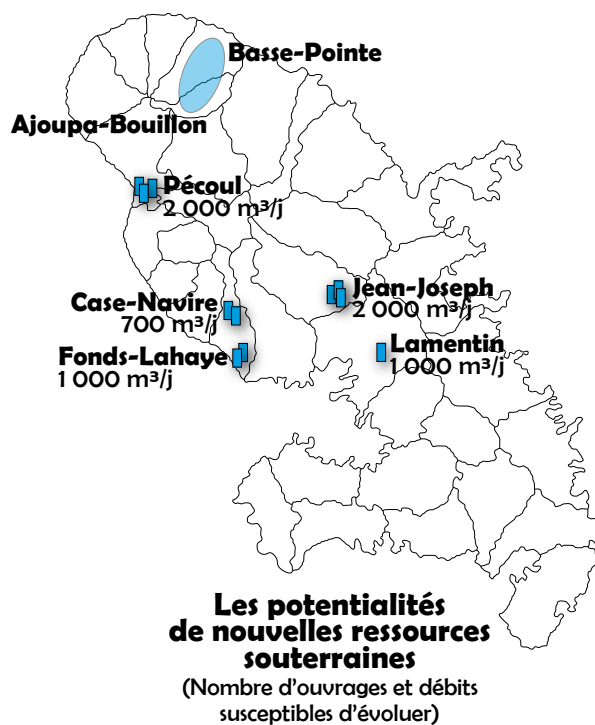 Basse-Pointe
Ajoupa-Bouillon
Pécoul
2 000 m³/j
Case-Navire
700 m³/j
Jean-Joseph
2 000 m³/j
Fonds-Lahaye
1 000 m³/j
Lamentin
1 000 m³/j
Les potentialités
de nouvelles ressources
souterraines
(Nombre d'ouvrages et débits
susceptibles d'évoluer)